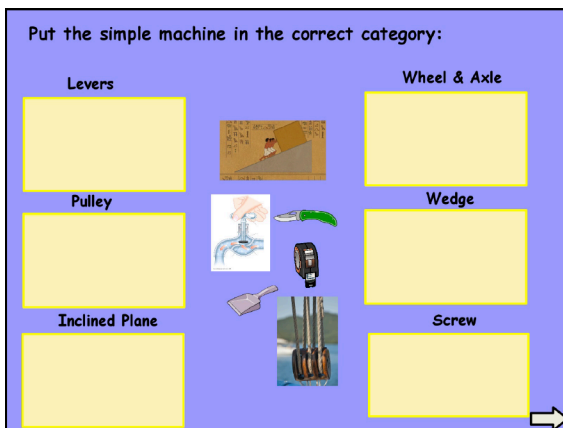 Put the simple machine in the correct category:
Levers
Wheel & Axle
Pulley
Wedge
Inclined Plane
Screw